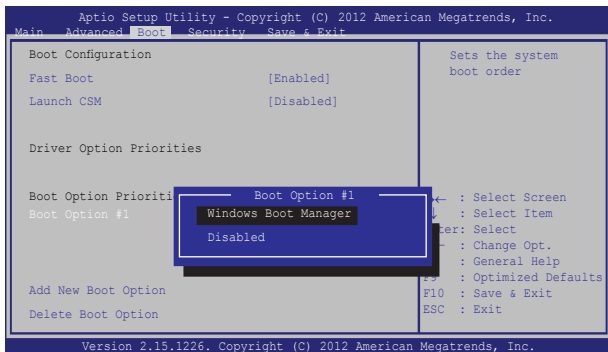 Aptio Setup Utility - Copyright (C) 2012 American Megatrends, Inc.
Main Advanced Boot Security Save & Exit
Boot Configuration
Fast Boot [Enabled]
Launch CSM [Disabled]
Driver Option Priorities
Boot Option Prioriti
Boot Option #1
Add New Boot Option
Delete Boot Option
Boot Option #1
Windows Boot Manager
Disabled
Sets the system
boot order
→← : Select Screen
: Select Item
ter: Select
— : Change Opt.
: General Help
F9 : Optimized Defaults
F10 : Save & Exit
ESC : Exit
Version 2.15.1226. Copyright (C) 2012 American Megatrends, Inc.